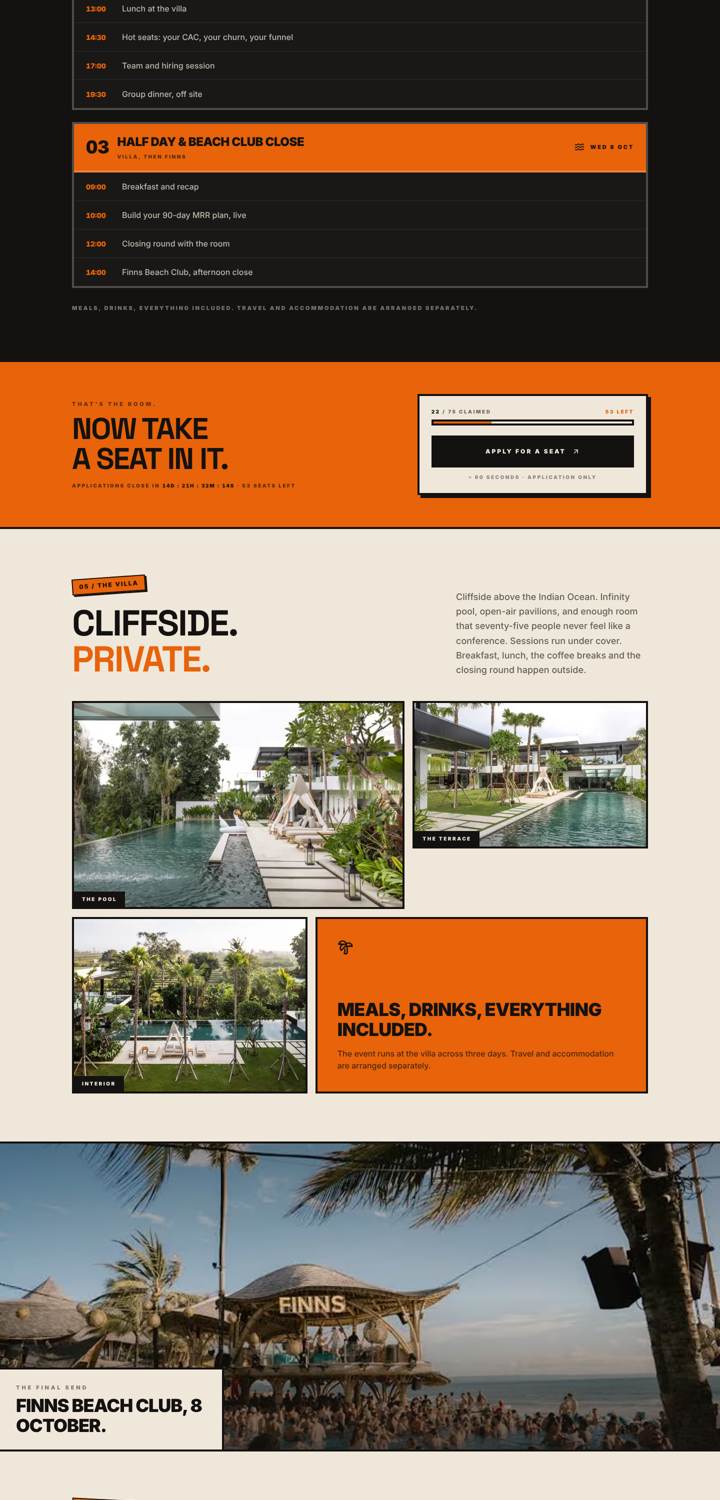 13:00 Lunch at the villa
14:30 Hot seats: your CAC, your churn, your funnel
17:00 Team and hiring session
19:30 Group dinner, off site
03 HALF DAY & BEACH CLUB CLOSE
VILLA, THEN FINNS
WED 8 OCT
09:00 Breakfast and recap
10:00 Build your 90-day MRR plan, live
12:00 Closing round with the room
14:00 Finns Beach Club, afternoon close
MEALS, DRINKS, EVERYTHING INCLUDED. TRAVEL AND ACCOMMODATION ARE ARRANGED SEPARATELY.
THAT'S THE ROOM.
NOW TAKE
A SEAT IN IT.
APPLICATIONS CLOSE IN 14D : 21H : 32M : 14S · 53 SEATS LEFT
22 / 75 CLAIMED
53 LEFT
APPLY FOR A SEAT ↗
~ 90 SECONDS · APPLICATION ONLY
05 / THE VILLA
CLIFFSIDE.
PRIVATE.
Cliffside above the Indian Ocean. Infinity
pool, open-air pavilions, and enough room
that seventy-five people never feel like a
conference. Sessions run under cover.
Breakfast, lunch, the coffee breaks and the
closing round happen outside.
THE POOL
THE TERRACE
INTERIOR
MEALS, DRINKS, EVERYTHING
INCLUDED.
The event runs at the villa across three days. Travel and accommodation
are arranged separately.
FINNS
THE FINAL SEND
FINNS BEACH CLUB, 8
OCTOBER.